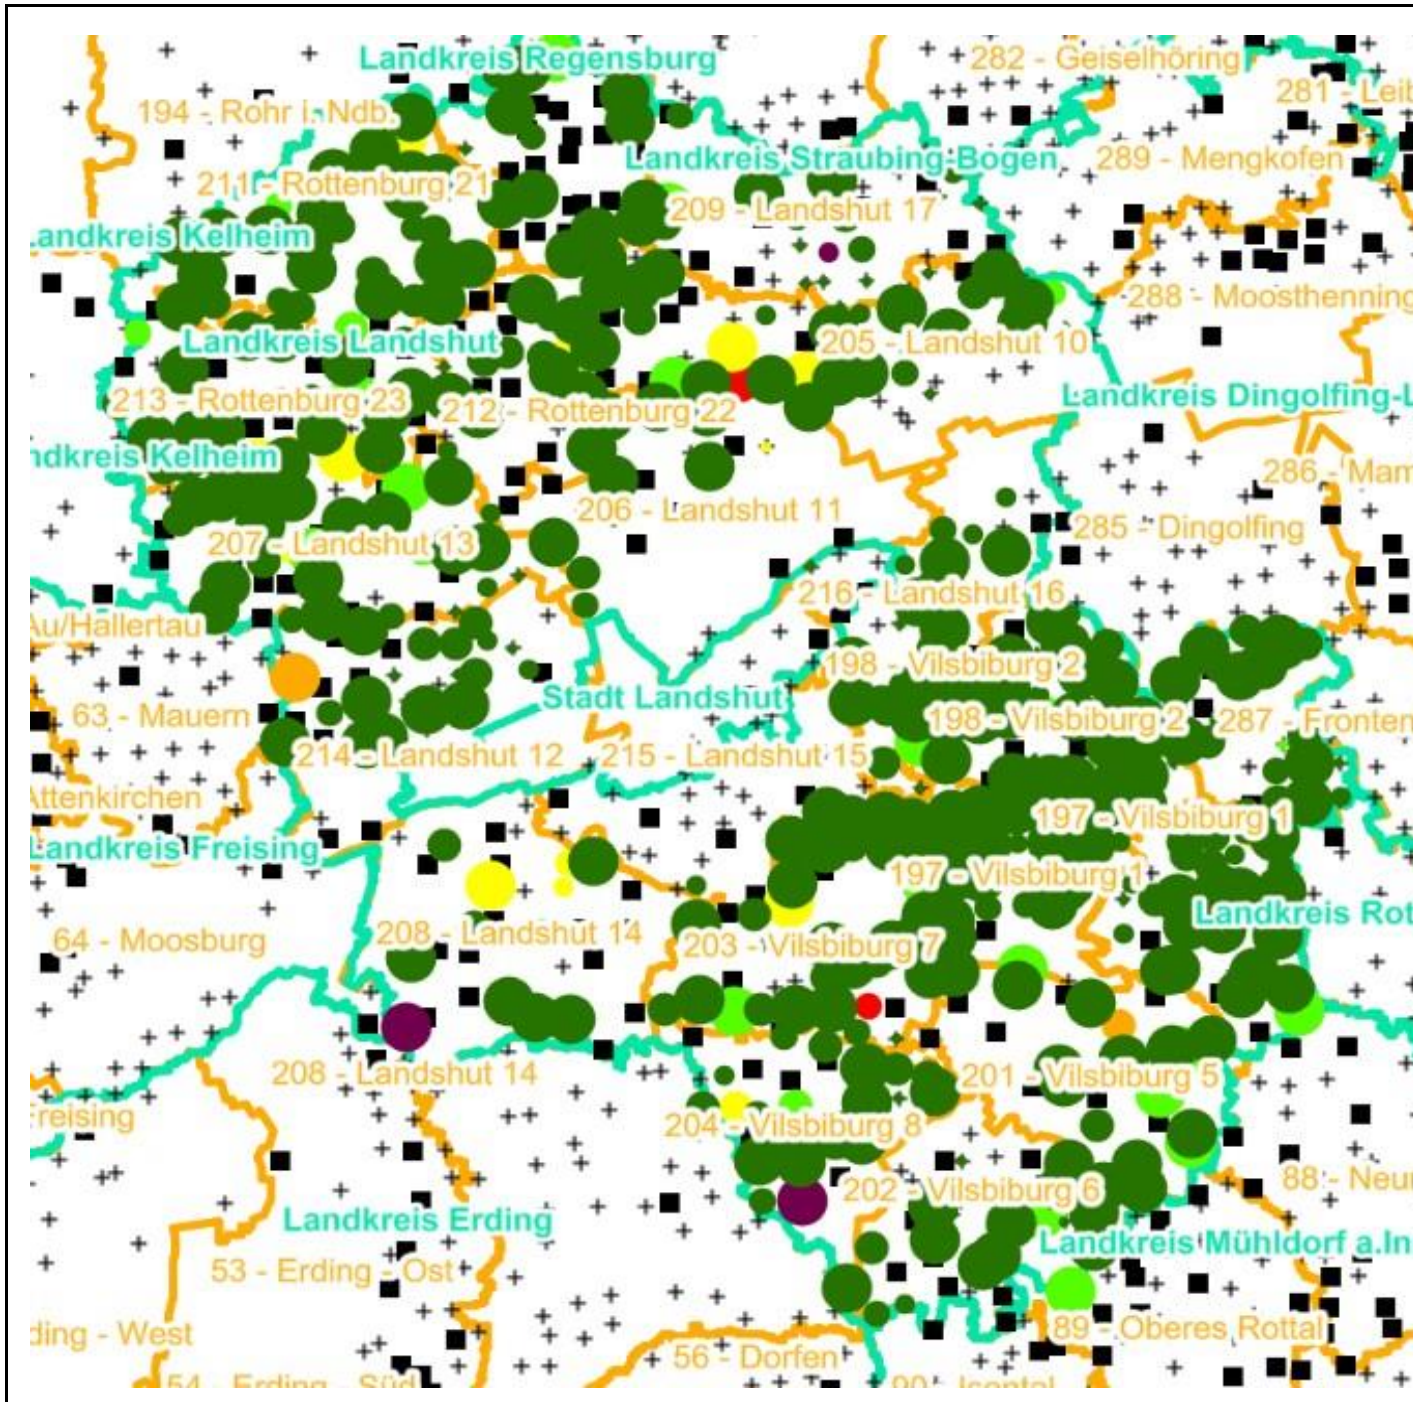 Landkreis Regensburg
282 - Geiselhöring
281 - Leib
194 - Rohr i. Ndb.
Landkreis Straubing-Bogen
289 - Mengkofen
211 - Rottenburg 21
209 - Landshut 17
Landkreis Kelheim
288 - Moosthenning
Landkreis Landshut
205 - Landshut 10
Landkreis Dingolfing-L
213 - Rottenburg 23
212 - Rottenburg 22
ndkreis Kelheim
286 - Mam
206 - Landshut 11
285 - Dingolfing
207 - Landshut 13
216 - Landshut 16
Au/Hallertau
198 - Vilsbiburg 2
Stadt Landshut
63 - Mauern
198 - Vilsbiburg 2
287 - Fronten
214 - Landshut 12
215 - Landshut 15
Attenkirchen
197 - Vilsbiburg 1
Landkreis Freising
197 - Vilsbiburg 1
Landkreis Rot
64 - Moosburg
208 - Landshut 14
203 - Vilsbiburg 7
208 - Landshut 14
201 - Vilsbiburg 5
Freising
204 - Vilsbiburg 8
88 - Neu
202 - Vilsbiburg 6
Landkreis Erding
Landkreis Mühldorf a.In
53 - Erding - Ost
ding - West
89 - Oberes Rottal
56 - Dorfen
54 - Erding - Süd
90 - Isental